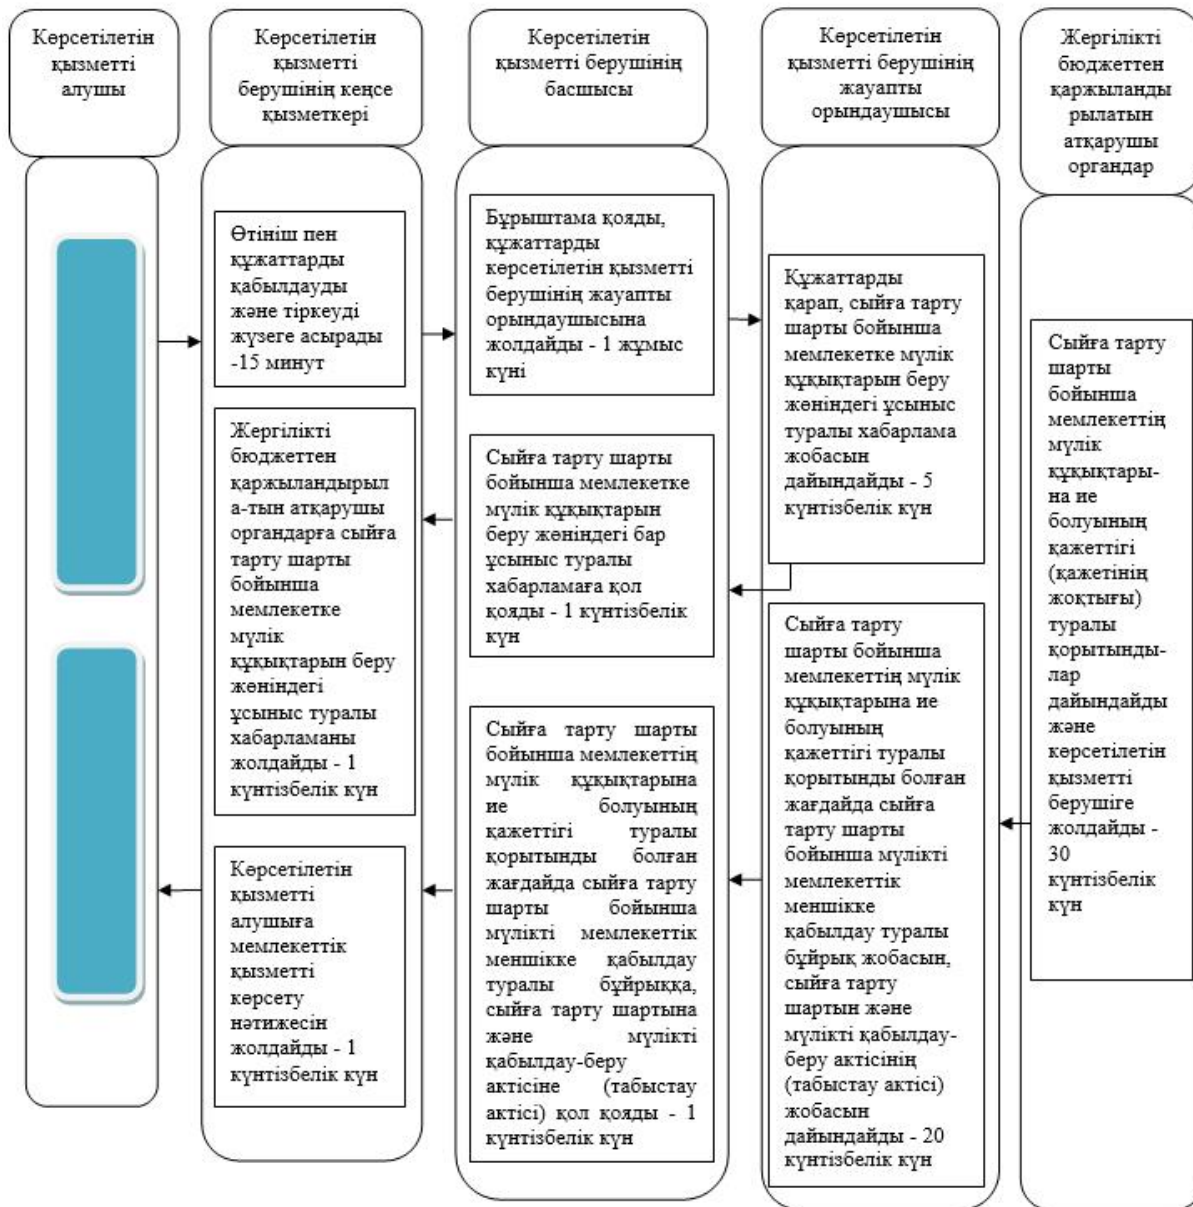 Көрсетілетін
қызметті
алушы
Көрсетілетін
қызметті
берушінің кеңсе
қызметкері
Көрсетілетін
қызметті берушінің
басшысы
Көрсетілетін
қызметті берушінің
жауапты
орындаушысы
Жергілікті
бюджеттен
қаржыланды
рылатын
атқарушы
органдар
Өтініш пен
құжаттарды
қабылдауды
және тіркеуді
жүзеге асырады
-15 минут
Жергілікті
бюджеттен
қаржыландырыл
а-тын атқарушы
органдарға сыйға
тарту шарты
бойынша
мемлекетке
мүлік
құқықтарын беру
жөніндегі
ұсыныс туралы
хабарламаны
жолдайды - 1
күнтізбелік күн
Көрсетілетін
қызметті
алушыға
мемлекеттік
қызметті
көрсету
нәтижесін
жолдайды - 1
күнтізбелік күн
Бұрыштама қояды,
құжаттарды
көрсетілетін қызметті
берушінің жауапты
орындаушысына
жолдайды - 1 жұмыс
күні
Сыйға тарту шарты
бойынша мемлекетке
мүлік құқықтарын
беру жөніндегі бар
ұсыныс туралы
хабарламаға қол
қояды - 1 күнтізбелік
күн
Сыйға тарту шарты
бойынша мемлекеттің
мүлік құқықтарына
ие болуының
қажеттігі туралы
қорытынды болған
жағдайда сыйға тарту
шарты бойынша
мүлікті мемлекеттік
меншікке қабылдау
туралы бұйрыққа,
сыйға тарту шартына
және мүлікті
қабылдау-беру
актісіне (табыстау
актісі) қол қояды - 1
күнтізбелік күн
Құжаттарды
қарап, сыйға тарту
шарты бойынша
мемлекетке мүлік
құқықтарын беру
жөніндегі ұсыныс
туралы хабарлама
жобасын
дайындайды - 5
күнтізбелік күн
Сыйға тарту
шарты бойынша
мемлекеттің мүлік
құқықтарына ие
болуының
қажеттігі туралы
қорытынды болған
жағдайда сыйға
тарту шарты
бойынша мүлікті
мемлекеттік
меншікке
қабылдау туралы
бұйрық жобасын,
сыйға тарту
шартын және
мүлікті қабылдау-
беру актісінің
(табыстау актісі)
жобасын
дайындайды - 20
күнтізбелік күн
Сыйға тарту
шарты
бойынша
мемлекеттің
мүлік
құқықтары-
на ие
болуының
қажеттігі
(қажетінің
жоқтығы)
туралы
қорытынды-
лар
дайындайды
және
көрсетілетін
қызметті
берушіге
жолдайды -
30
күнтізбелік
күн